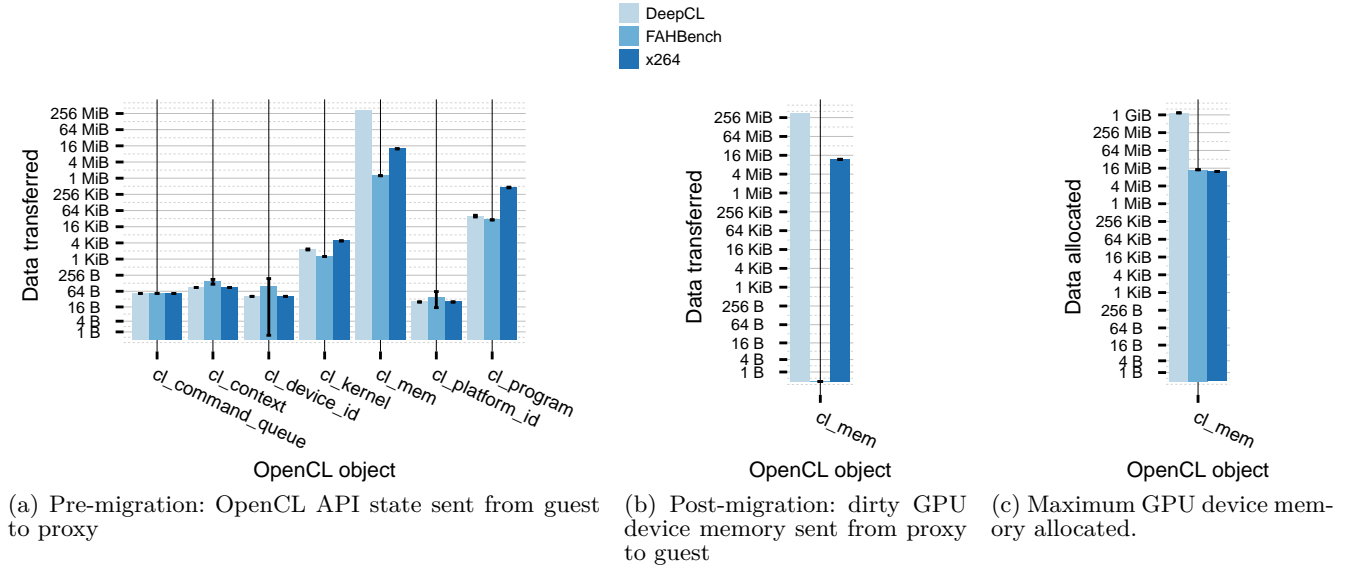 DeepCL
FAHBench
x264
Data transferred
256 MiB
64 MiB
16 MiB
4 MiB
1 MiB
256 KiB
64 KiB
16 KiB
4 KiB
1 KiB
256 B
64 B
16 B
4 B
1 B
cl_command_queue
cl_context
cl_device_id
cl_kernel
cl_mem
cl_platform_id
cl_program
OpenCL object
(a) Pre-migration: OpenCL API state sent from guest
to proxy
Data transferred
256 MiB
64 MiB
16 MiB
4 MiB
1 MiB
256 KiB
64 KiB
16 KiB
4 KiB
1 KiB
256 B
64 B
16 B
4 B
1 B
cl_mem
OpenCL object
(b) Post-migration: dirty GPU
device memory sent from proxy
to guest
Data allocated
1 GiB
256 MiB
64 MiB
16 MiB
4 MiB
1 MiB
256 KiB
64 KiB
16 KiB
4 KiB
1 KiB
256 B
64 B
16 B
4 B
1 B
cl_mem
OpenCL object
(c) Maximum GPU device mem-
ory allocated.